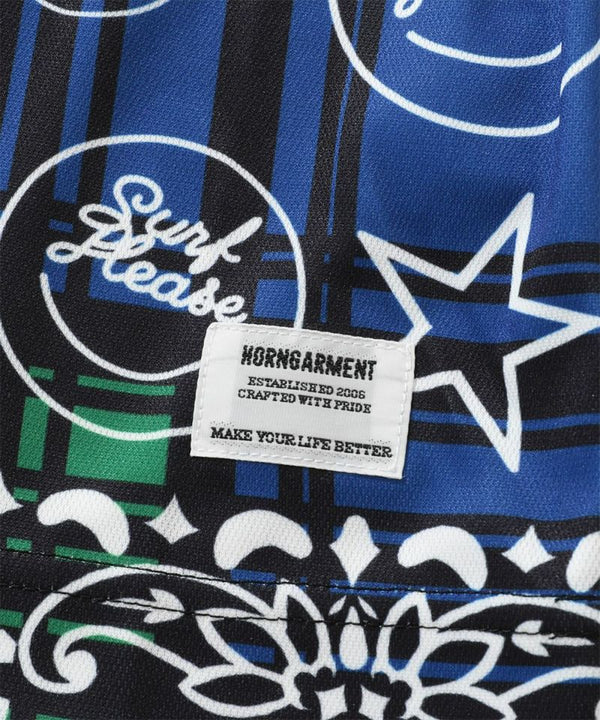 Surf
Please
HORNGARMENT
ESTABLISHED 2006
CRAFTED WITH PRIDE
MAKE YOUR LIFE BETTER